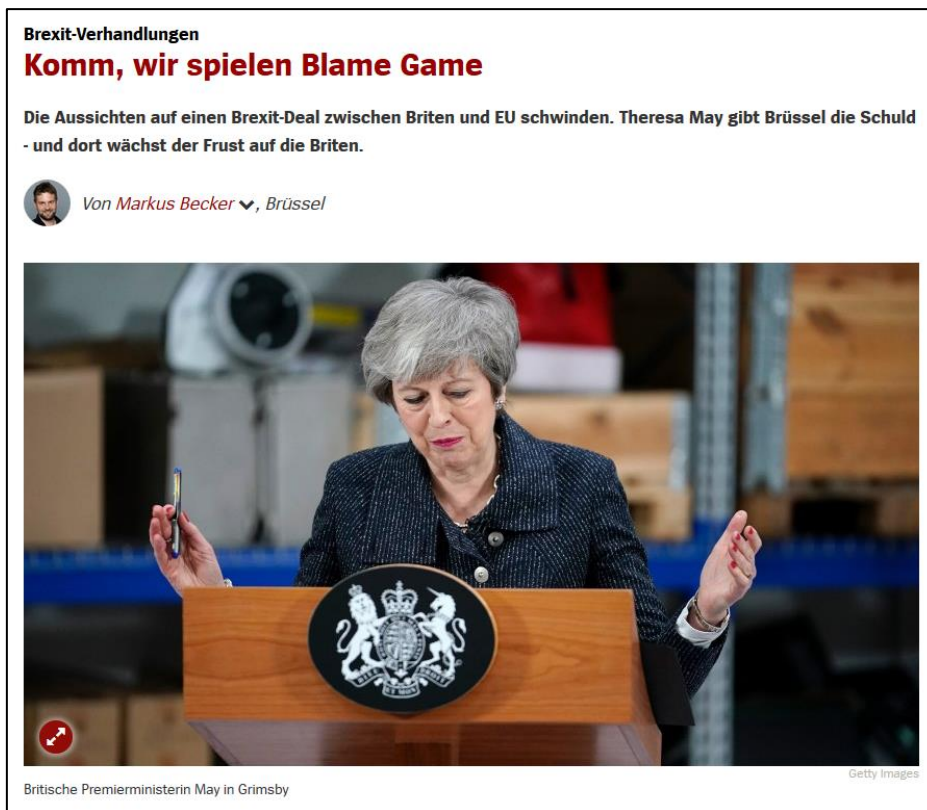 Brexit-Verhandlungen
Komm, wir spielen Blame Game
Die Aussichten auf einen Brexit-Deal zwischen Briten und EU schwinden. Theresa May gibt Brüssel die Schuld
- und dort wächst der Frust auf die Briten.
Von Markus Becker, Brüssel
Getty Images
Britische Premierministerin May in Grimsby